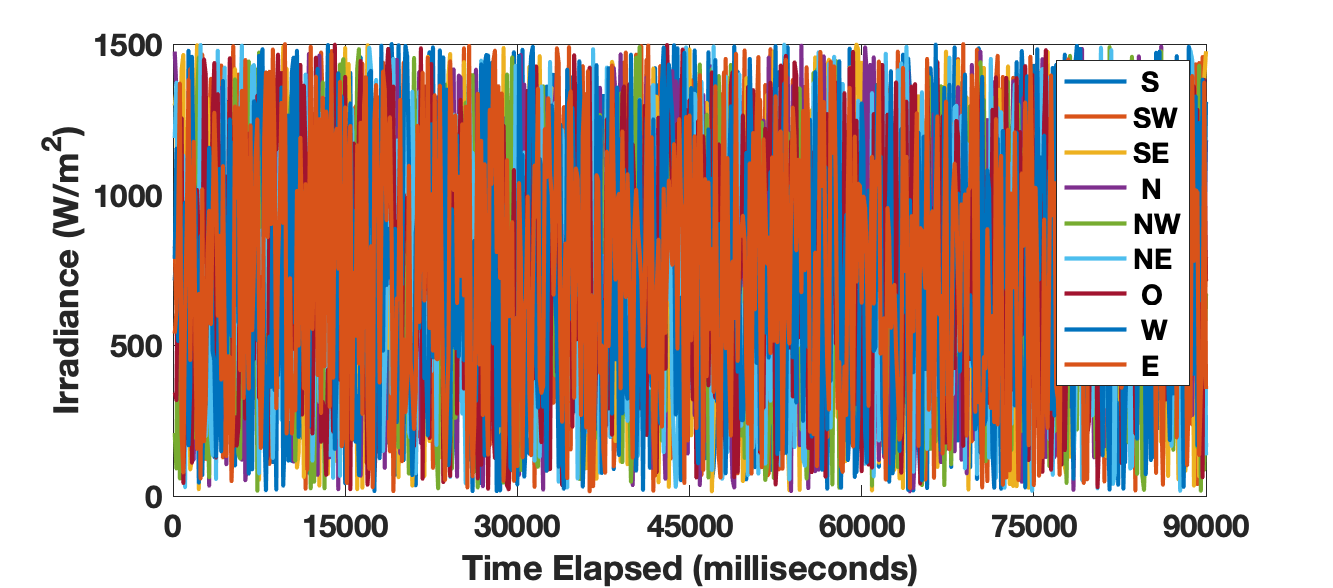 1500
1000
500
0
Irradiance (W/m2)
S
SW
SE
N
NW
NE
O
W
E
0 15000 30000 45000 60000 75000 90000
Time Elapsed (milliseconds)